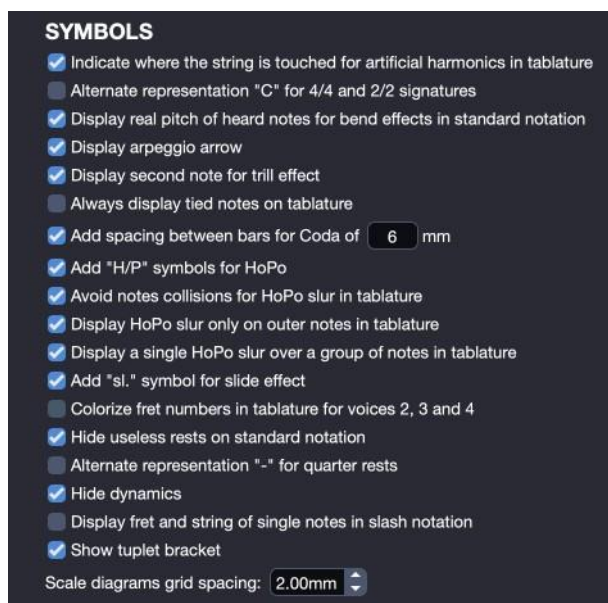 SYMBOLS
Indicate where the string is touched for artificial harmonics in tablature
Alternate representation "C" for 4/4 and 2/2 signatures
Display real pitch of heard notes for bend effects in standard notation
Display arpeggio arrow
Display second note for trill effect
Always display tied notes on tablature
Add spacing between bars for Coda of 6 mm
Add "H/P" symbols for HoPo
Avoid notes collisions for HoPo slur in tablature
Display HoPo slur only on outer notes in tablature
Display a single HoPo slur over a group of notes in tablature
Add "sl." symbol for slide effect
Colorize fret numbers in tablature for voices 2, 3 and 4
Hide useless rests on standard notation
Alternate representation "-" for quarter rests
Hide dynamics
Display fret and string of single notes in slash notation
Show tuplet bracket
Scale diagrams grid spacing: 2.00mm